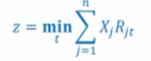 z = min_t ∑_{j=1}^{n} X_j R_{jt}